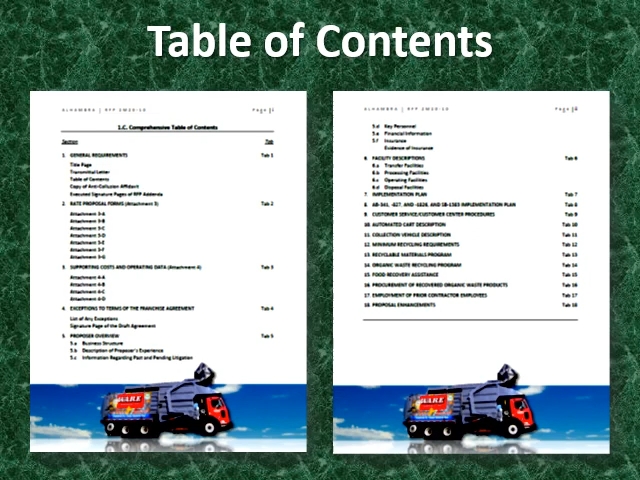 Table of Contents
ALHAMBRA | RFP
Page | i
1.C. Comprehensive Table of Contents
Section Tab
1. GENERAL REQUIREMENTS Tab 1
Title Page
Transmittal Letter
Table of Contents
Copy of Anti-Collusion Affidavit
Executed Signature Pages of RFP Addenda
2. RATE PROPOSAL FORMS (Attachment 3) Tab 2
Attachment 3-A
Attachment 3-B
Attachment 3-C
Attachment 3-D
Attachment 3-E
Attachment 3-F
Attachment 3-G
3. SUPPORTING COSTS AND OPERATING DATA (Attachment 4) Tab 3
Attachment 4-A
Attachment 4-B
Attachment 4-C
Attachment 4-D
4. EXCEPTIONS TO TERMS OF THE FRANCHISE AGREEMENT Tab 4
List of Any Exceptions
Signature Page of the Draft Agreement
5. PROPOSER OVERVIEW Tab 5
5.a Business Structure
5.b Description of Proposer's Experience
5.c Information Regarding Past and Pending Litigation
WARE
ALHAMBRA | RFP
Page | ii
5.d Key Personnel
5.e Financial Information
5.f Insurance
Evidence of Insurance
6. FACILITY DESCRIPTIONS Tab 6
6.a Transfer Facilities
6.b Processing Facilities
6.c Operating Facilities
6.d Disposal Facilities
7. IMPLEMENTATION PLAN Tab 7
8. AB-341, -827, AND -1826, AND SB-1383 IMPLEMENTATION PLAN Tab 8
9. CUSTOMER SERVICE/CUSTOMER PROCEDURES Tab 9
10. AUTOMATED CART DESCRIPTION Tab 10
11. COLLECTION VEHICLE DESCRIPTION Tab 11
12. MINIMUM RECYCLING REQUIREMENTS Tab 12
13. RECYCLABLE MATERIALS PROGRAM Tab 13
14. ORGANIC WASTE RECYCLING PROGRAM Tab 14
15. FOOD RECOVERY ASSISTANCE Tab 15
16. PROCUREMENT OF RECOVERED ORGANIC WASTE PRODUCTS Tab 16
17. EMPLOYMENT OF PRIOR CONTRACTOR EMPLOYEES Tab 17
18. PROPOSAL ENHANCEMENTS Tab 18
WARE